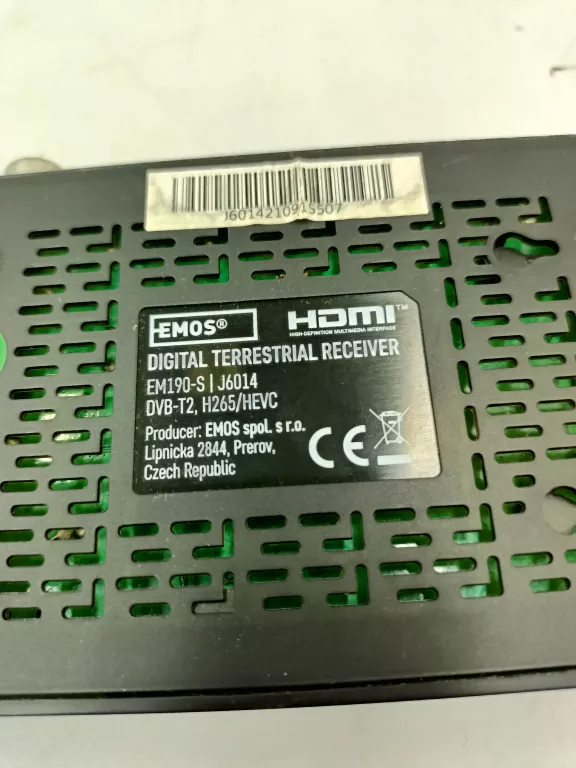 J601421091S507
EMOS®
HDMI™
HIGH-DEFINITION MULTIMEDIA INTERFACE
DIGITAL TERRESTRIAL RECEIVER
EM190-S | J6014
DVB-T2, H265/HEVC
Producer: EMOS spol. s r.o.
Lipnicka 2844, Prerov,
Czech Republic
CE